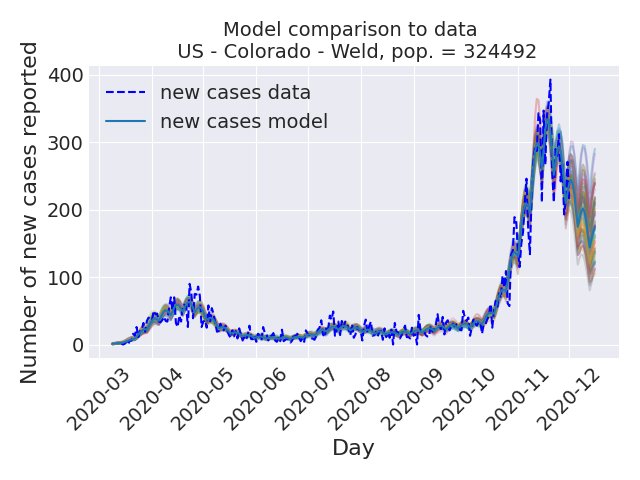 Model comparison to data
US - Colorado - Weld, pop. = 324492
Number of new cases reported
400
300
200
100
0
new cases data
new cases model
2020-03
2020-04
2020-05
2020-06
2020-07
2020-08
2020-09
2020-10
2020-11
2020-12
Day